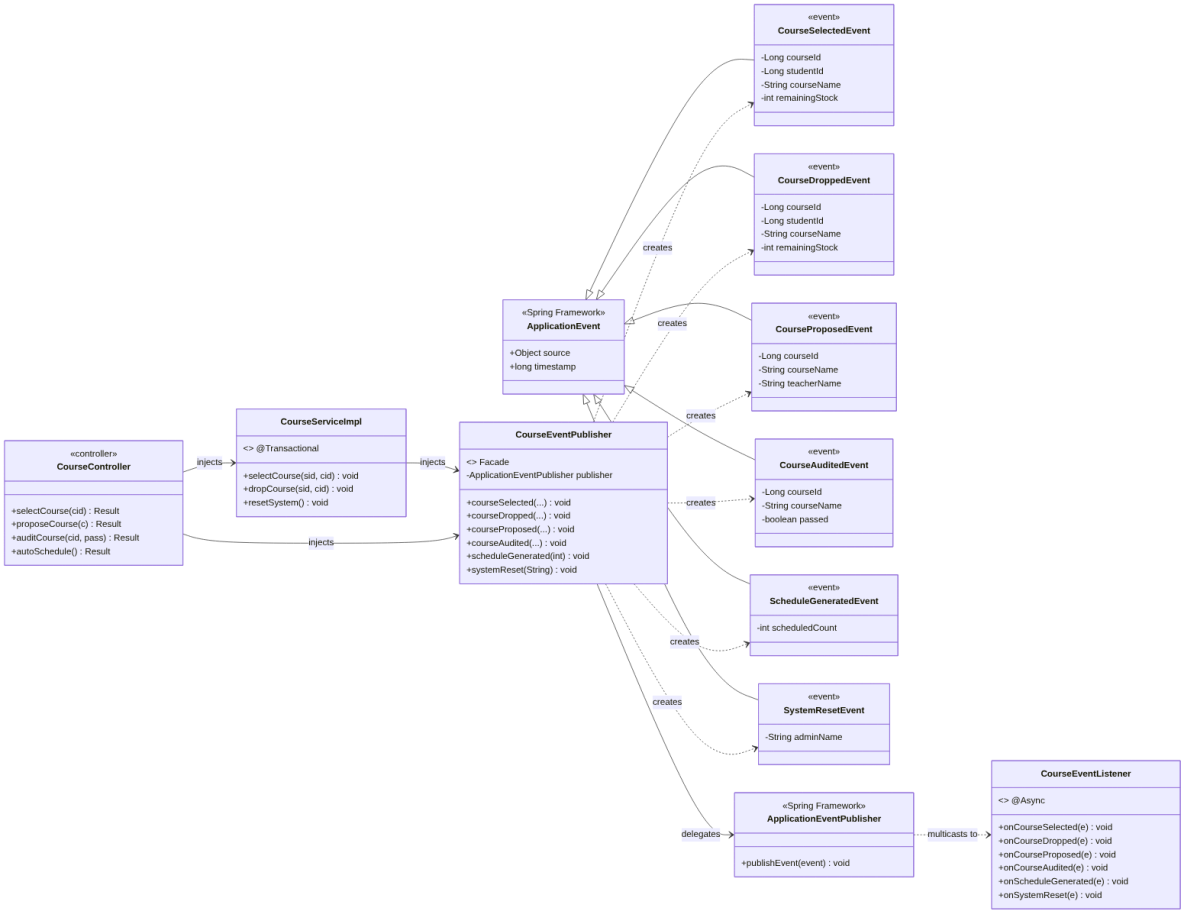 «event»
CourseSelectedEvent
-Long courseId
-Long studentId
-String courseName
-int remainingStock
«event»
CourseDroppedEvent
-Long courseId
-Long studentId
-String courseName
-int remainingStock
creates
creates
«Spring Framework»
ApplicationEvent
+Object source
+long timestamp
«event»
CourseProposedEvent
-Long courseId
-String courseName
-String teacherName
creates
«controller»
CourseController
+selectCourse(cid) : Result
+proposeCourse(c) : Result
+auditCourse(cid, pass) : Result
+autoSchedule() : Result
injects
injects
CourseServiceImpl
<> @Transactional
+selectCourse(sid, cid) : void
+dropCourse(sid, cid) : void
+resetSystem() : void
injects
CourseEventPublisher
<> Facade
-ApplicationEventPublisher publisher
+courseSelected(...) : void
+courseDropped(...) : void
+courseProposed(...) : void
+courseAudited(...) : void
+scheduleGenerated(int) : void
+systemReset(String) : void
creates
«event»
CourseAuditedEvent
-Long courseId
-String courseName
-boolean passed
creates
«event»
ScheduleGeneratedEvent
-int scheduledCount
creates
«event»
SystemResetEvent
-String adminName
delegates
«Spring Framework»
ApplicationEventPublisher
+publishEvent(event) : void
multicasts to
CourseEventListener
<> @Async
+onCourseSelected(e) : void
+onCourseDropped(e) : void
+onCourseProposed(e) : void
+onCourseAudited(e) : void
+onScheduleGenerated(e) : void
+onSystemReset(e) : void